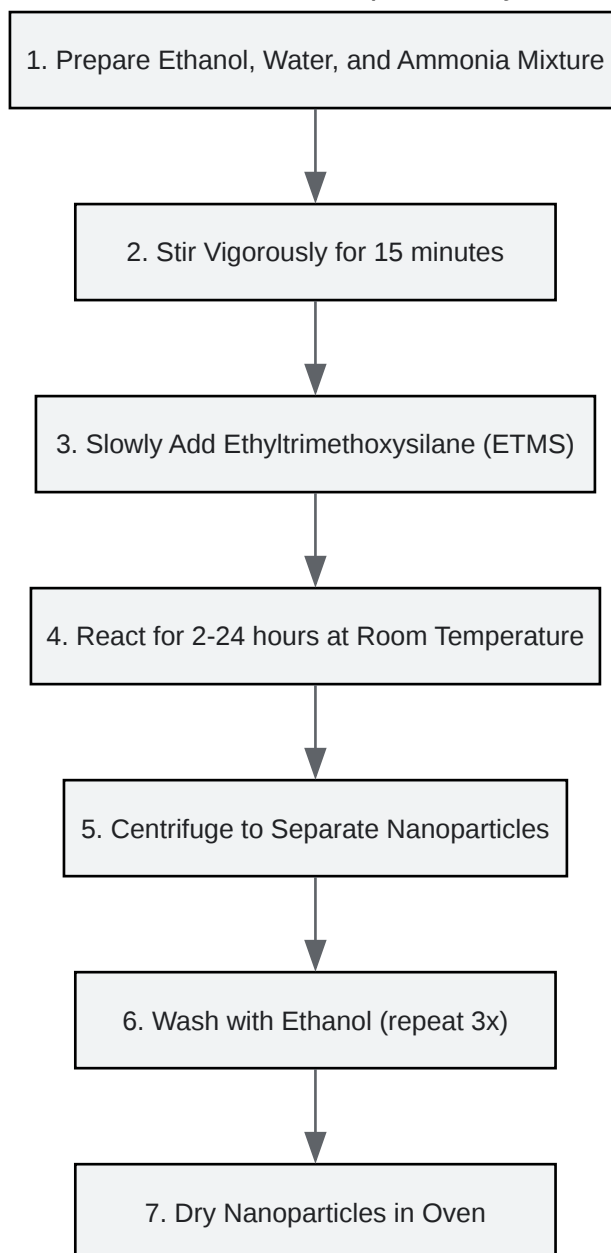 1. Prepare Ethanol, Water, and Ammonia Mixture
2. Stir Vigorously for 15 minutes
3. Slowly Add Ethyltrimethoxysilane (ETMS)
4. React for 2-24 hours at Room Temperature
5. Centrifuge to Separate Nanoparticles
6. Wash with Ethanol (repeat 3x)
7. Dry Nanoparticles in Oven